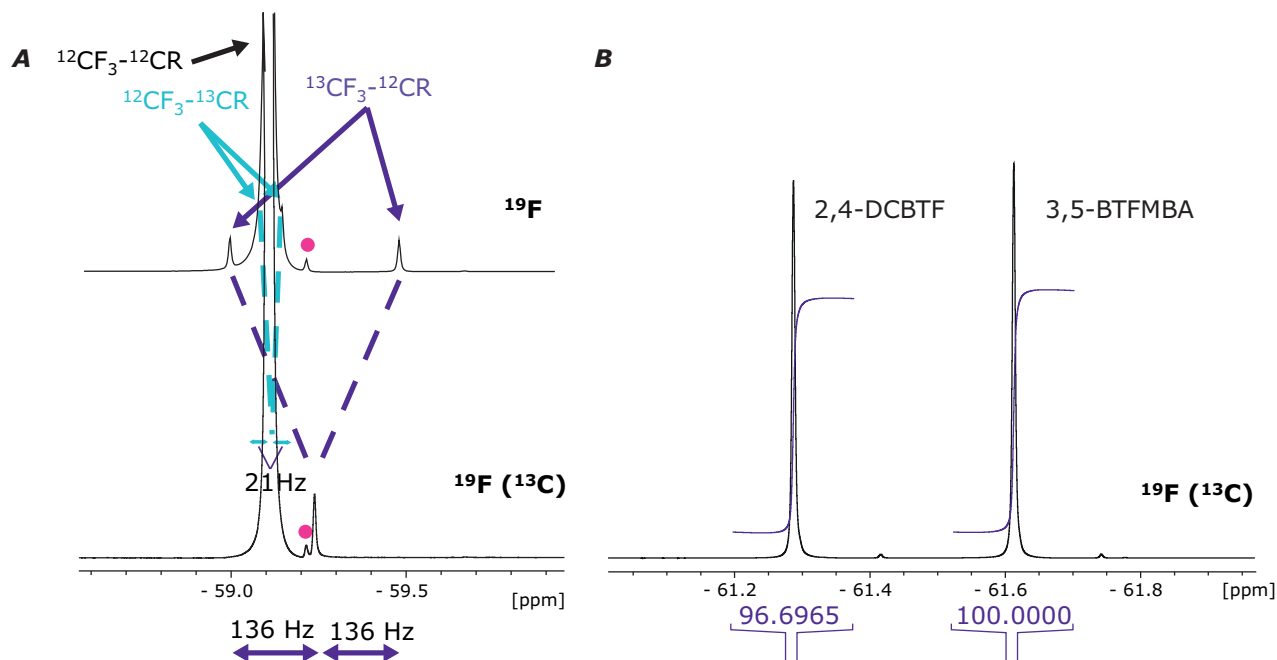 A
¹²CF₃-¹²CR
¹²CF₃-¹³CR
¹³CF₃-¹²CR
¹⁹F
21Hz
¹⁹F (¹³C)
- 59.0
- 59.5
[ppm]
136 Hz
136 Hz
B
2,4-DCBTF
3,5-BTFMBA
¹⁹F (¹³C)
- 61.2
- 61.4
- 61.6
- 61.8
[ppm]
96.6965
100.0000